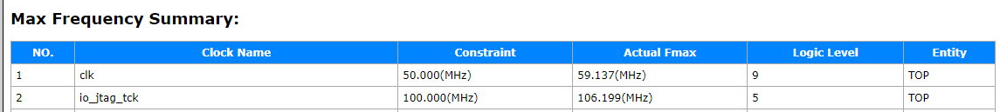 Max Frequency Summary:
NO. Clock Name Constraint Actual Fmax Logic Level Entity
1 clk 50.000(MHz) 59.137(MHz) 9 TOP
2 io_jtag_tck 100.000(MHz) 106.199(MHz) 5 TOP